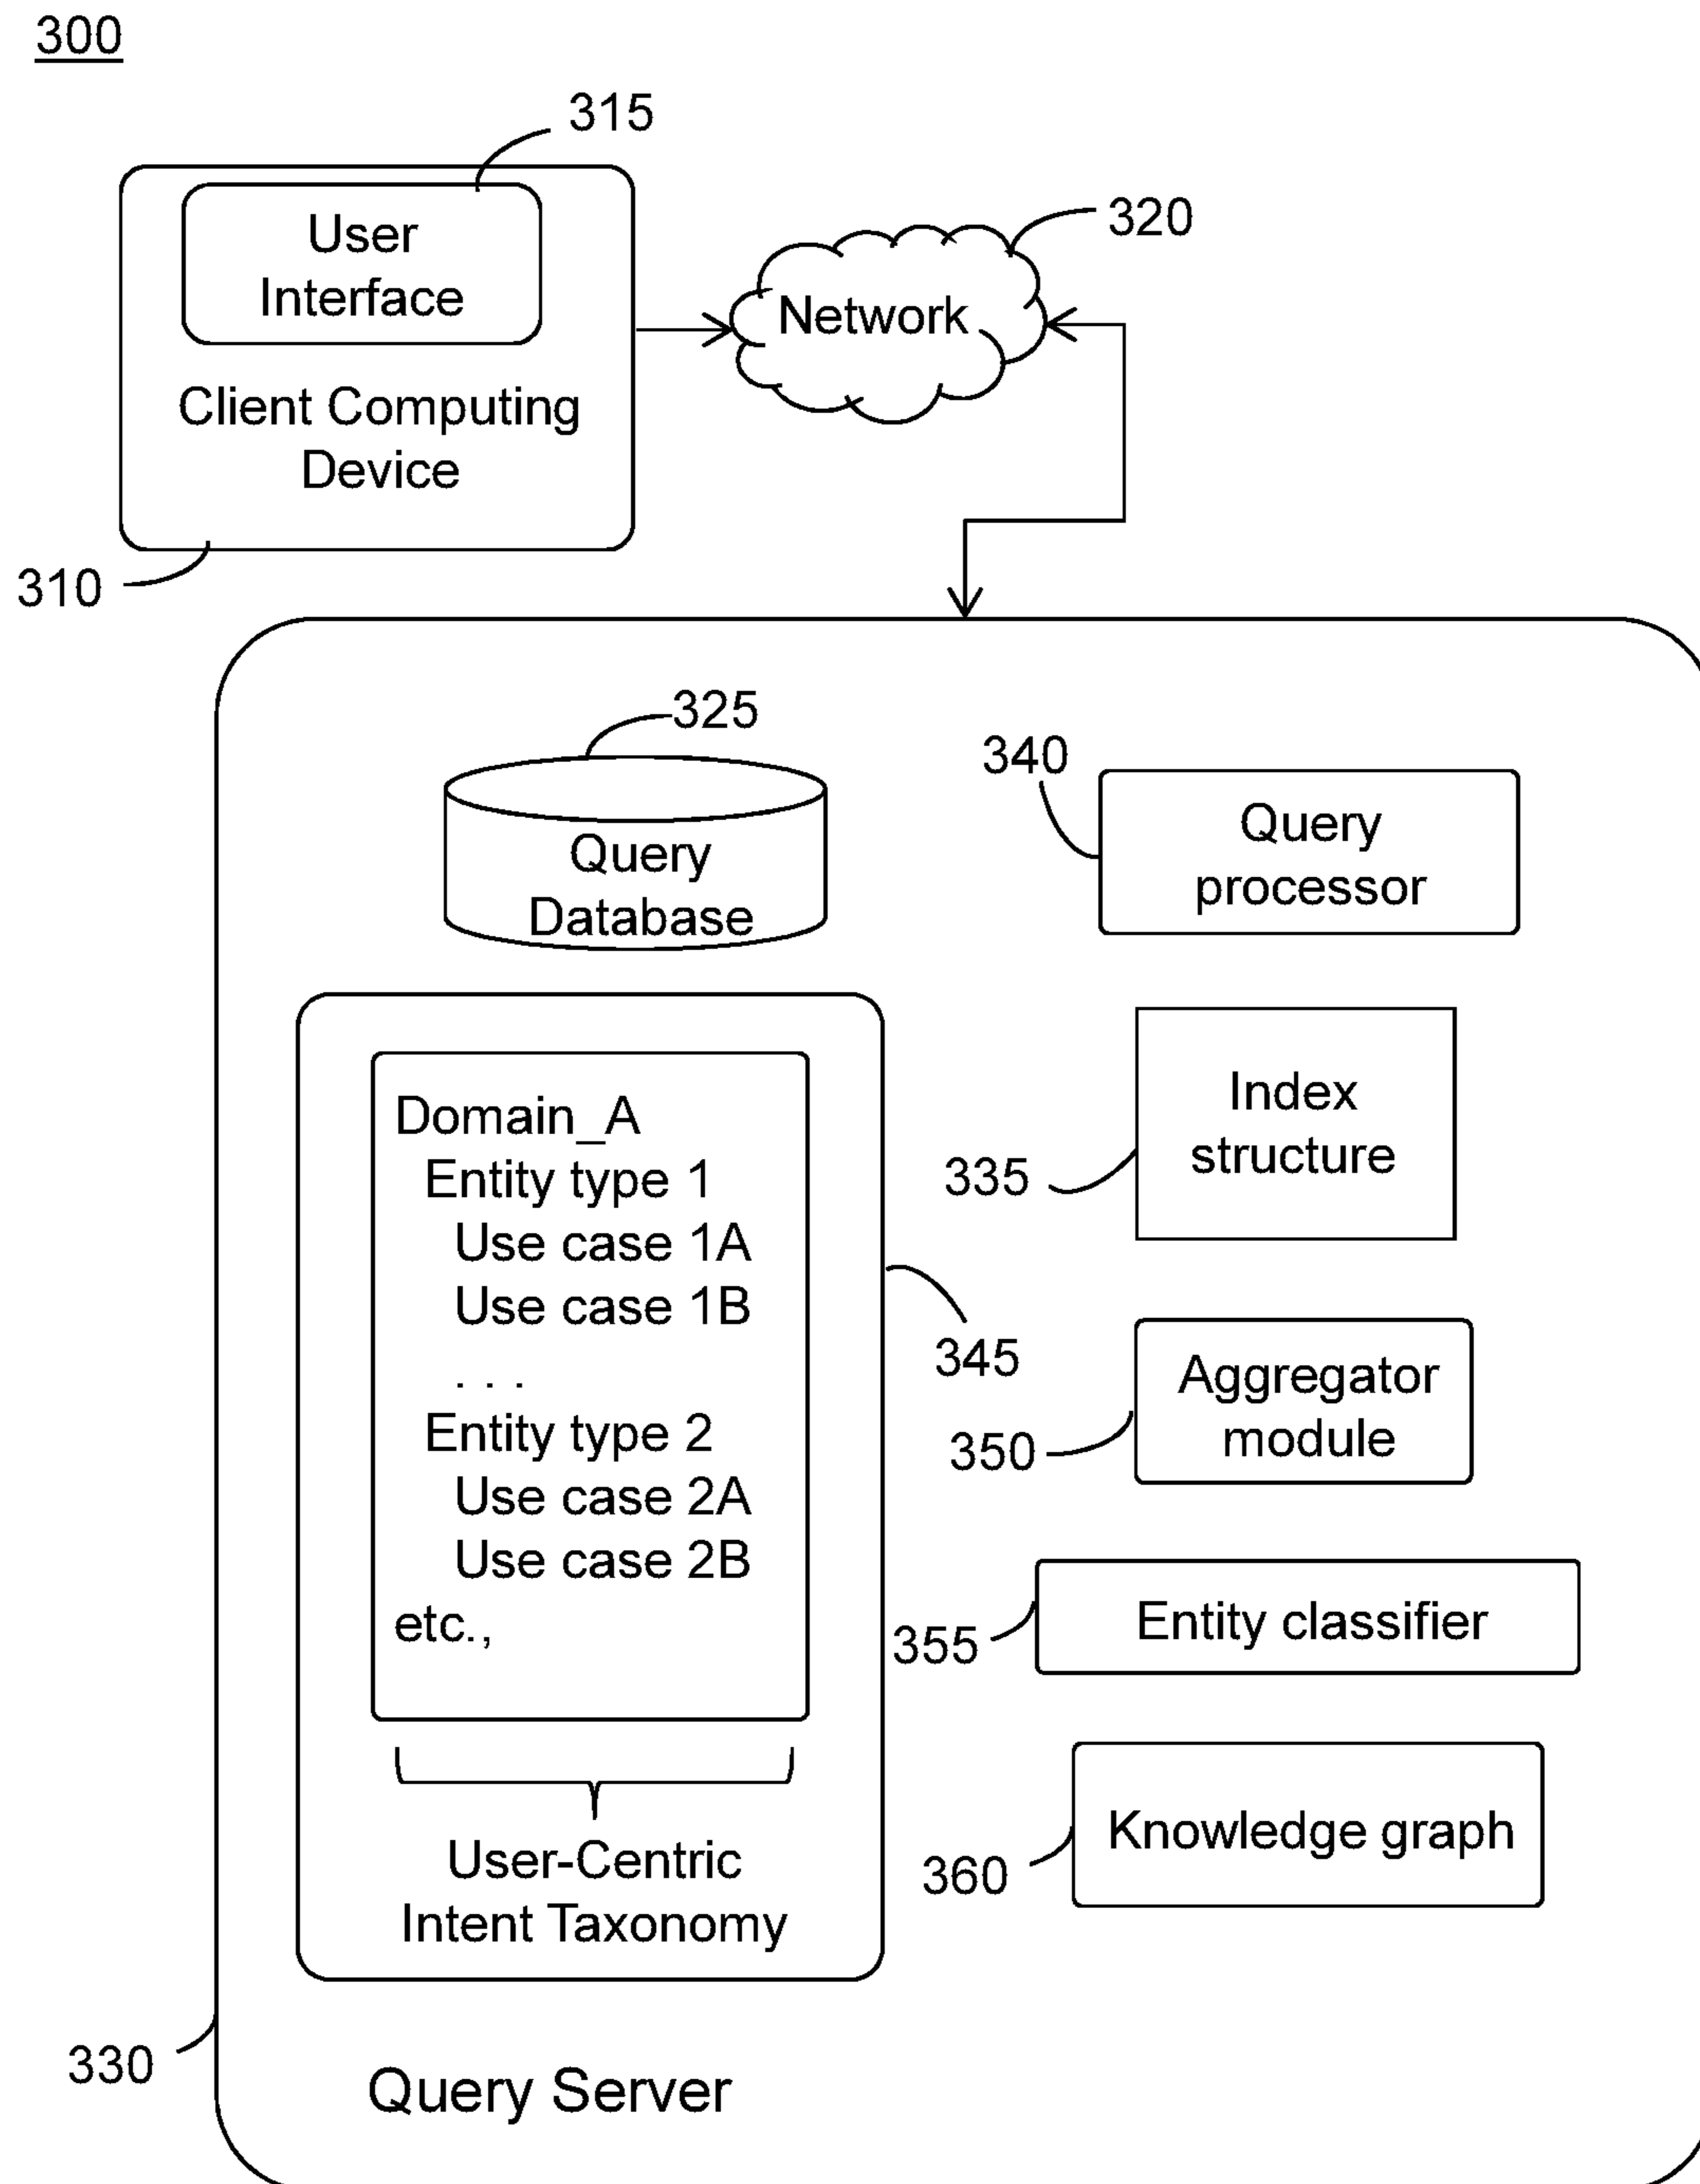 300
315
User
Interface
Client Computing
Device
310
320
Network
325
Query
Database
340
Query
processor
Domain_A
Entity type 1
Use case 1A
Use case 1B
. . .
Entity type 2
Use case 2A
Use case 2B
etc.,
User-Centric
Intent Taxonomy
345
335
Index
structure
350
Aggregator
module
355
Entity classifier
360
Knowledge graph
330
Query Server